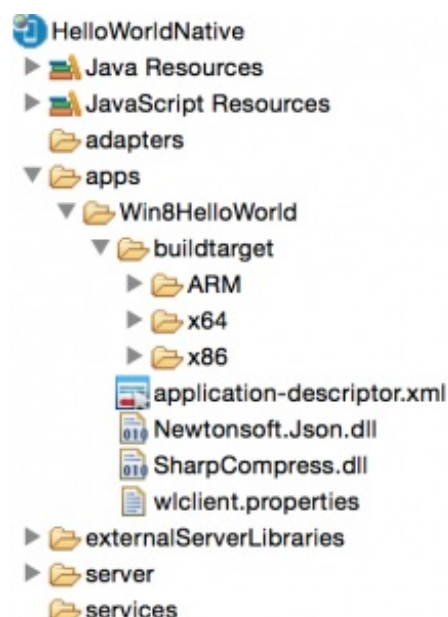 HelloWorldNative
Java Resources
JavaScript Resources
adapters
apps
Win8HelloWorld
buildtarget
ARM
x64
x86
application-descriptor.xml
Newtonsoft.Json.dll
SharpCompress.dll
wlclient.properties
externalServerLibraries
server
services